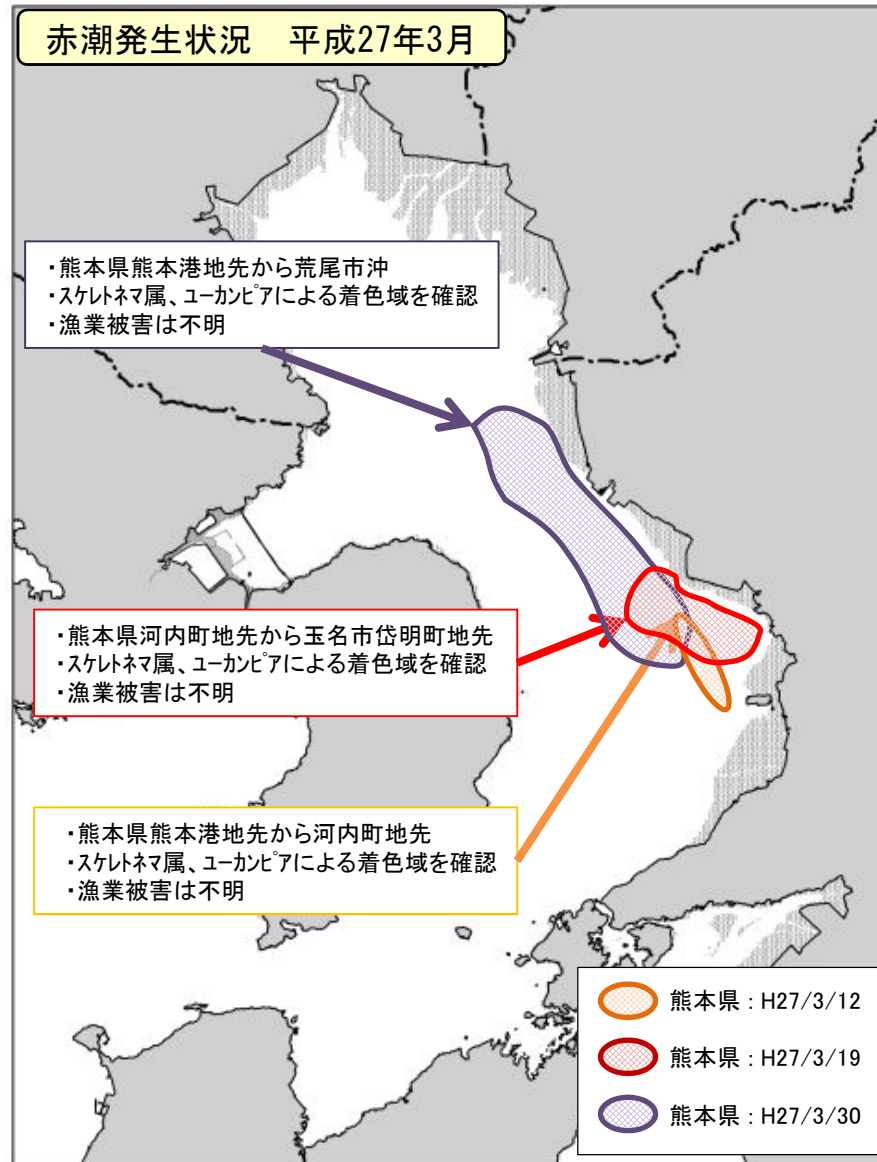 赤潮発生状況　平成27年3月
・熊本県熊本港地先から荒尾市沖
・スケレトネマ属、ユーカンピアによる着色域を確認
・漁業被害は不明
・熊本県河内町地先から玉名市岱明町地先
・スケレトネマ属、ユーカンピアによる着色域を確認
・漁業被害は不明
・熊本県熊本港地先から河内町地先
・スケレトネマ属、ユーカンピアによる着色域を確認
・漁業被害は不明
熊本県：H27/3/12
熊本県：H27/3/19
熊本県：H27/3/30